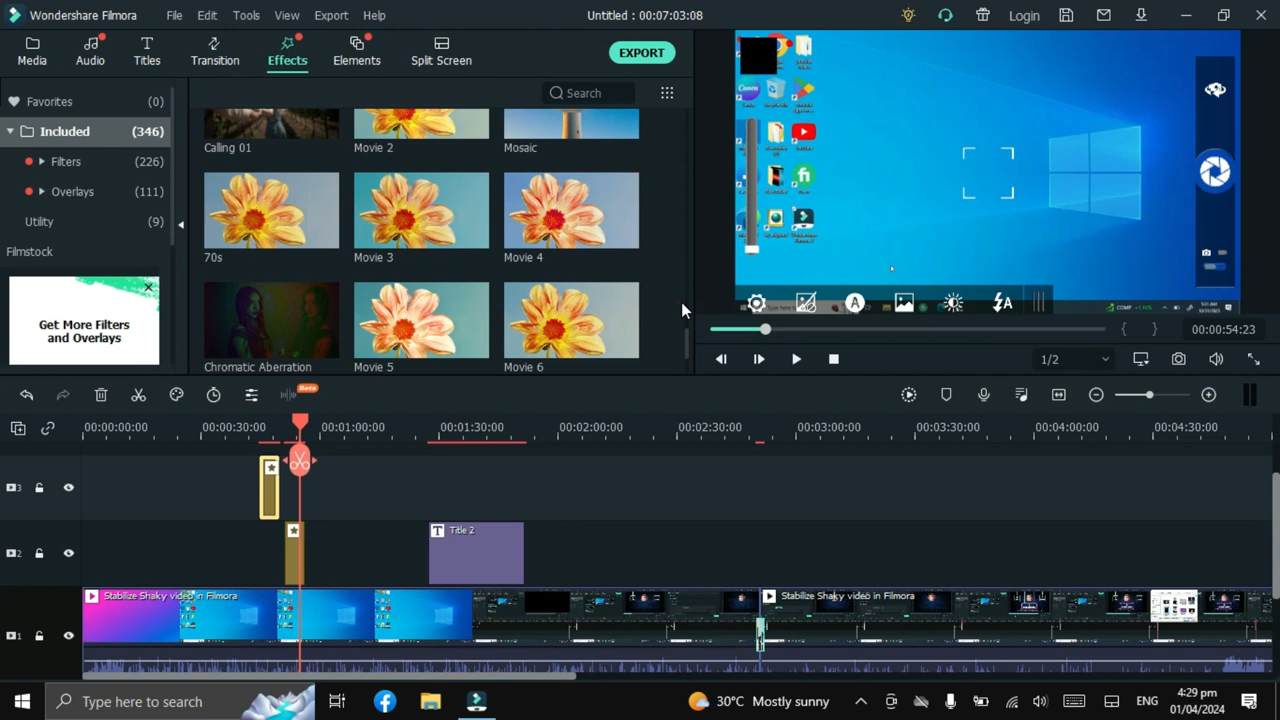 Wondershare Filmora
File Edit Tools View Export Help
Untitled : 00:07:03:08
Login
Media Audio Titles Transition Effects Elements Split Screen
EXPORT
Favorites (0)
Search
Included (346)
Filters (226)
Overlays (111)
Utility (9)
Filmstock
Get More Filters
and Overlays
Calling 01 Movie 2 Mosaic
70s Movie 3 Movie 4
Chromatic Aberration Movie 5 Movie 6
00:00:54:23
1/2
Beta
00:00:00:00 00:00:30:00 00:01:00:00 00:01:30:00 00:02:00:00 00:02:30:00 00:03:00:00 00:03:30:00 00:04:00:00 00:04:30:00
3
2
T Title 2
1
Stabilize Shaky video in Filmora
Stabilize Shaky video in Filmora
Type here to search
30°C Mostly sunny
ENG
4:29 pm
01/04/2024